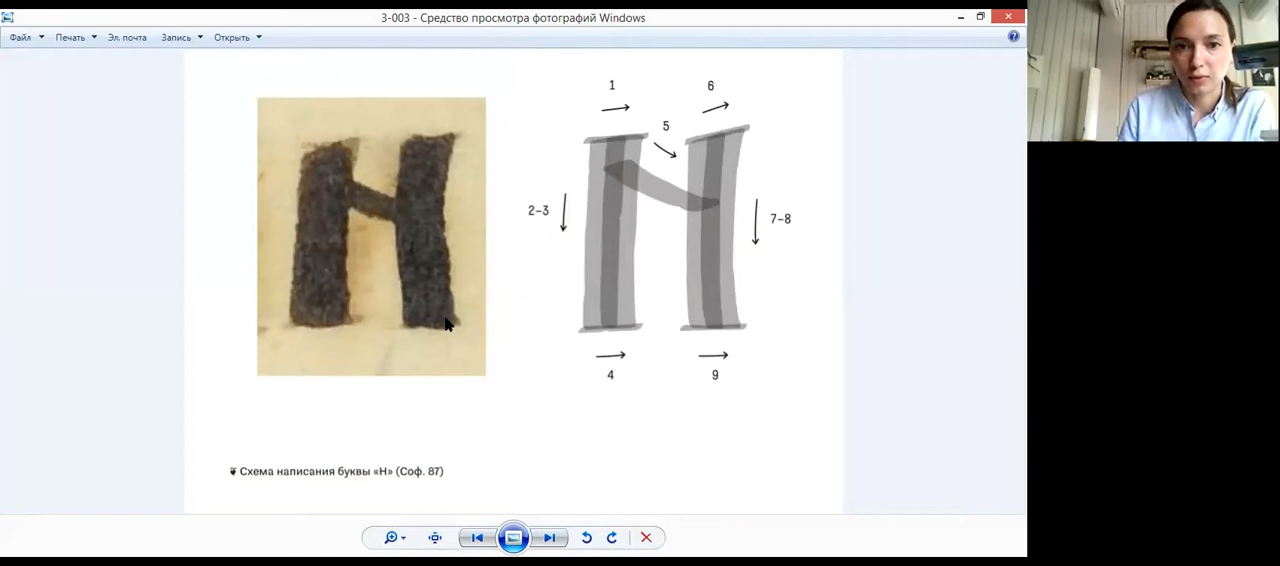 3-003 - Средство просмотра фотографий Windows
Файл Печать Эл. почта Запись Открыть
Н
1
6
5
2-3
7-8
4
9
Схема написания буквы «Н» (Соф. 87)